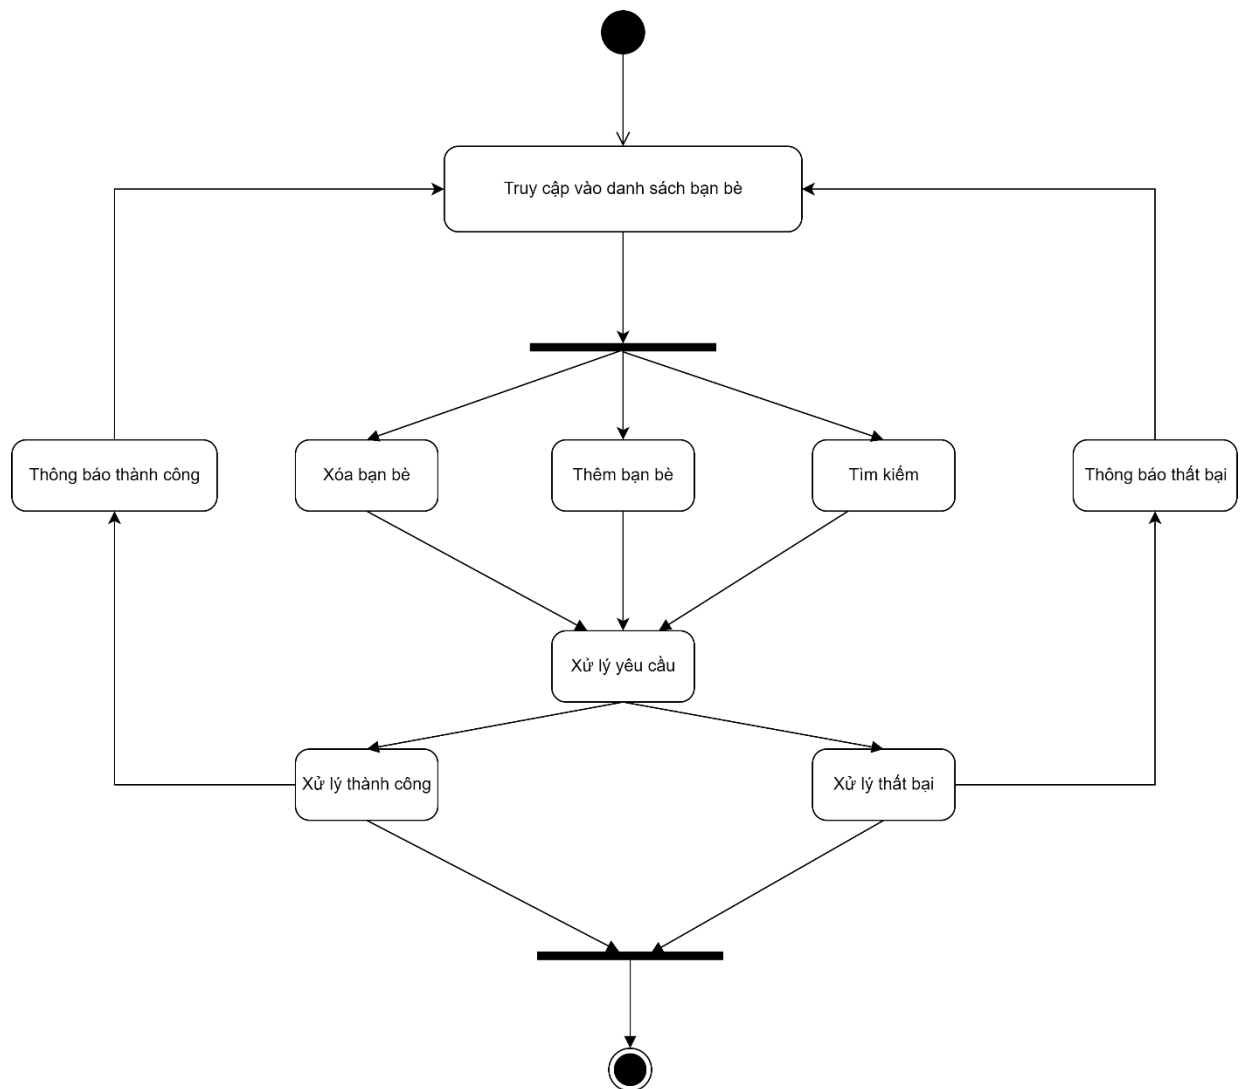 Truy cập vào danh sách bạn bè
Thông báo thành công
Xóa bạn bè
Thêm bạn bè
Tìm kiếm
Thông báo thất bại
Xử lý yêu cầu
Xử lý thành công
Xử lý thất bại